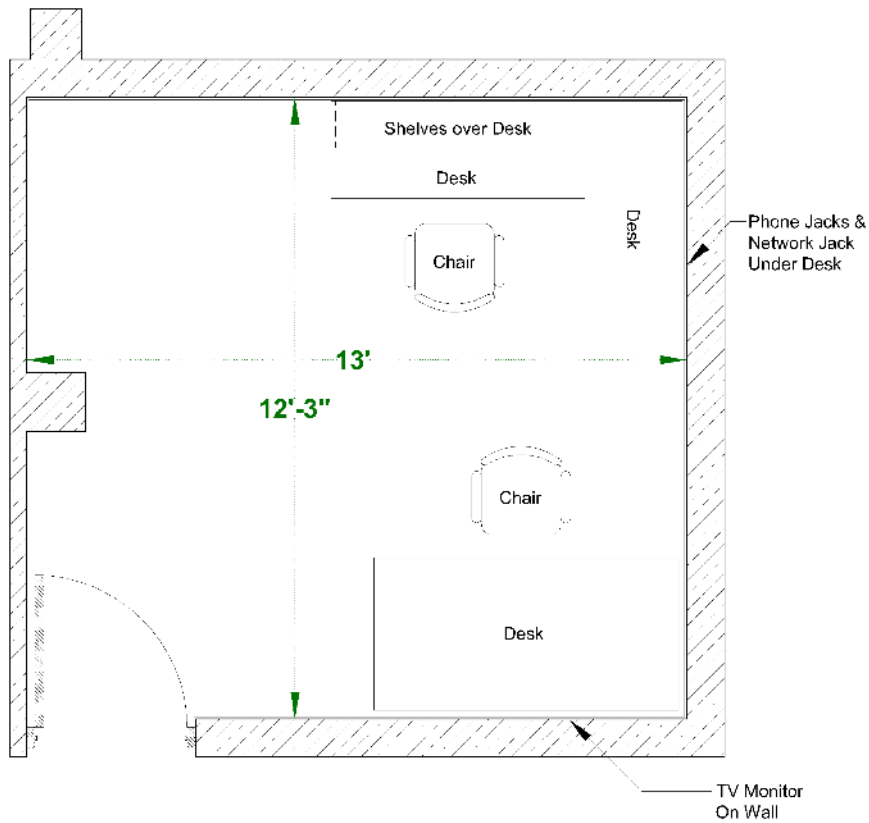 Shelves over Desk
Desk
Desk
Phone Jacks &
Network Jack
Under Desk
Chair
13'
12'-3"
Chair
Desk
TV Monitor
On Wall